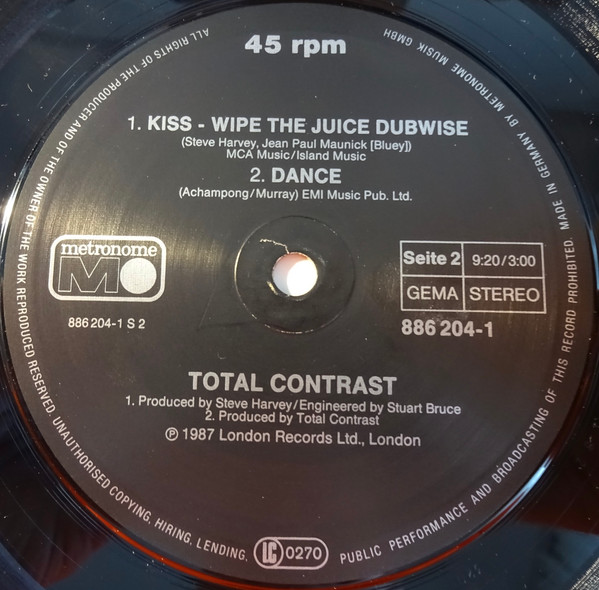 45 rpm
1. KISS - WIPE THE JUICE DUBWISE
(Steve Harvey, Jean Paul Maunick [Bluey])
MCA Music/Island Music
2. DANCE
(Achampong/Murray) EMI Music Pub. Ltd.
metronome
M
886 204-1 S 2
Seite 2 9:20/3:00
GEMA STEREO
886 204-1
TOTAL CONTRAST
1. Produced by Steve Harvey/Engineered by Stuart Bruce
2. Produced by Total Contrast
℗ 1987 London Records Ltd., London
ALL RIGHTS OF THE PRODUCER AND OF THE OWNER OF THE WORK REPRODUCED RESERVED. UNAUTHORISED COPYING, HIRING, LENDING, PUBLIC PERFORMANCE AND BROADCASTING OF THIS RECORD PROHIBITED. MADE IN GERMANY BY METRONOME MUSIK GMBH
LC 0270